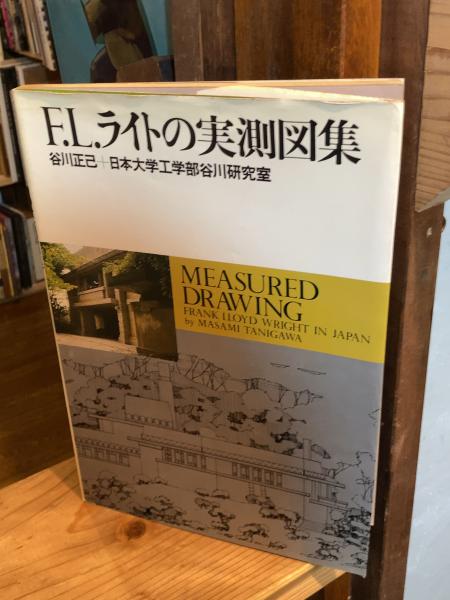 F.L.ライトの実測図集
谷川正己+日本大学工学部谷川研究室
MEASURED
DRAWING
FRANK LLOYD WRIGHT IN JAPAN
by MASAMI TANIGAWA